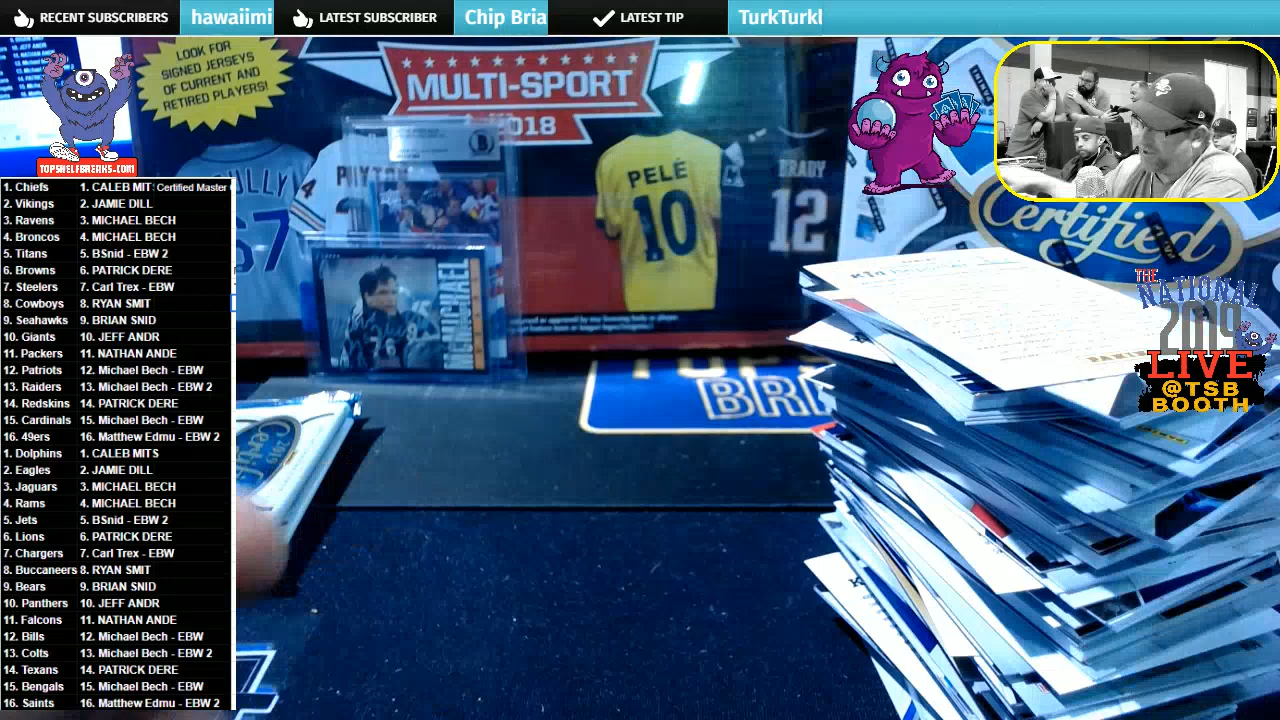 RECENT SUBSCRIBERS
hawaiimi
LATEST SUBSCRIBER
Chip Bria
LATEST TIP
TurkTurkl
LOOK FOR
SIGNED JERSEYS
OF CURRENT AND
RETIRED PLAYERS!
MULTI-SPORT
2018
TOPSHELFBREAKS.COM
PELÉ
10
BRADY
12
67
Certified
THE
NATIONAL
2019
LIVE
@TSB
BOOTH
MCMICHAEL
BRE
1. Chiefs 1. CALEB MIT: Certified Master
2. Vikings 2. JAMIE DILL
3. Ravens 3. MICHAEL BECH
4. Broncos 4. MICHAEL BECH
5. Titans 5. BSnid - EBW 2
6. Browns 6. PATRICK DERE
7. Steelers 7. Carl Trex - EBW
8. Cowboys 8. RYAN SMIT
9. Seahawks 9. BRIAN SNID
10. Giants 10. JEFF ANDR
11. Packers 11. NATHAN ANDE
12. Patriots 12. Michael Bech - EBW
13. Raiders 13. Michael Bech - EBW 2
14. Redskins 14. PATRICK DERE
15. Cardinals 15. Michael Bech - EBW
16. 49ers 16. Matthew Edmu - EBW 2
1. Dolphins 1. CALEB MITS
2. Eagles 2. JAMIE DILL
3. Jaguars 3. MICHAEL BECH
4. Rams 4. MICHAEL BECH
5. Jets 5. BSnid - EBW 2
6. Lions 6. PATRICK DERE
7. Chargers 7. Carl Trex - EBW
8. Buccaneers 8. RYAN SMIT
9. Bears 9. BRIAN SNID
10. Panthers 10. JEFF ANDR
11. Falcons 11. NATHAN ANDE
12. Bills 12. Michael Bech - EBW
13. Colts 13. Michael Bech - EBW 2
14. Texans 14. PATRICK DERE
15. Bengals 15. Michael Bech - EBW
16. Saints 16. Matthew Edmu - EBW 2